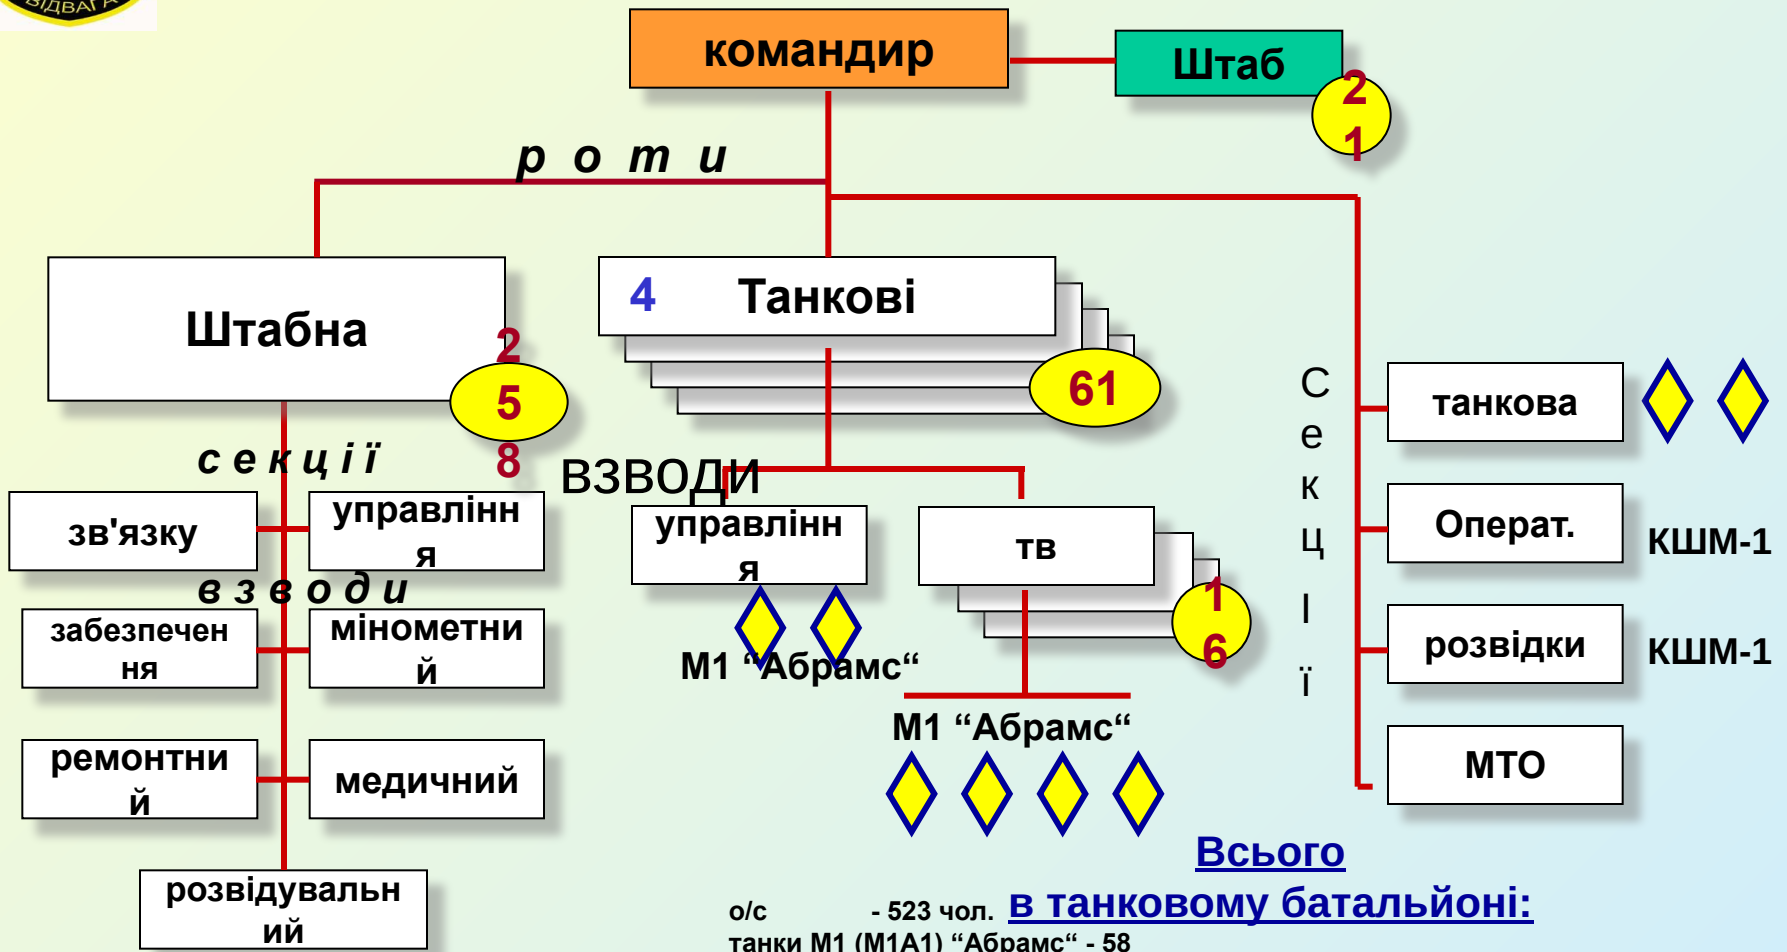 ВІДВАГА
командир
Штаб
2
1
р о т и
Штабна
2
5
8
4 Танкові
61
с е к ц і ї
взводи
зв'язку
управлінн
я
в з в о д и
забезпечен
ня
мінометни
й
ремонтни
й
медичний
розвідувальн
ий
управлінн
я
М1 “Абрамс“
тв
1
6
М1 “Абрамс“
С
е
к
ц
І
ї
танкова
Операт.
КШМ-1
розвідки
КШМ-1
МТО
Всього
в танковому батальйоні:
о/с - 523 чол.
танки М1 (М1А1) “Абрамс“ - 58